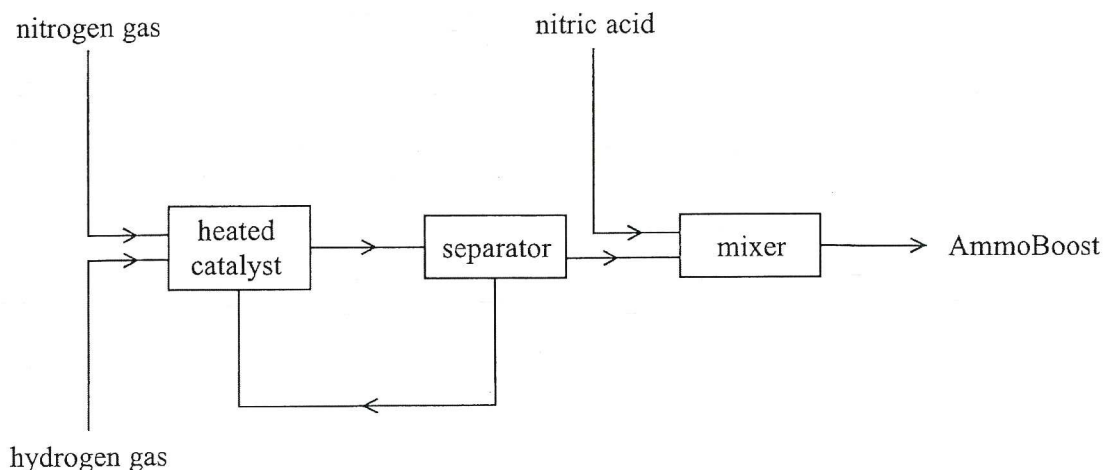 nitrogen gas
nitric acid
heated
catalyst
separator
mixer
AmmoBoost
hydrogen gas